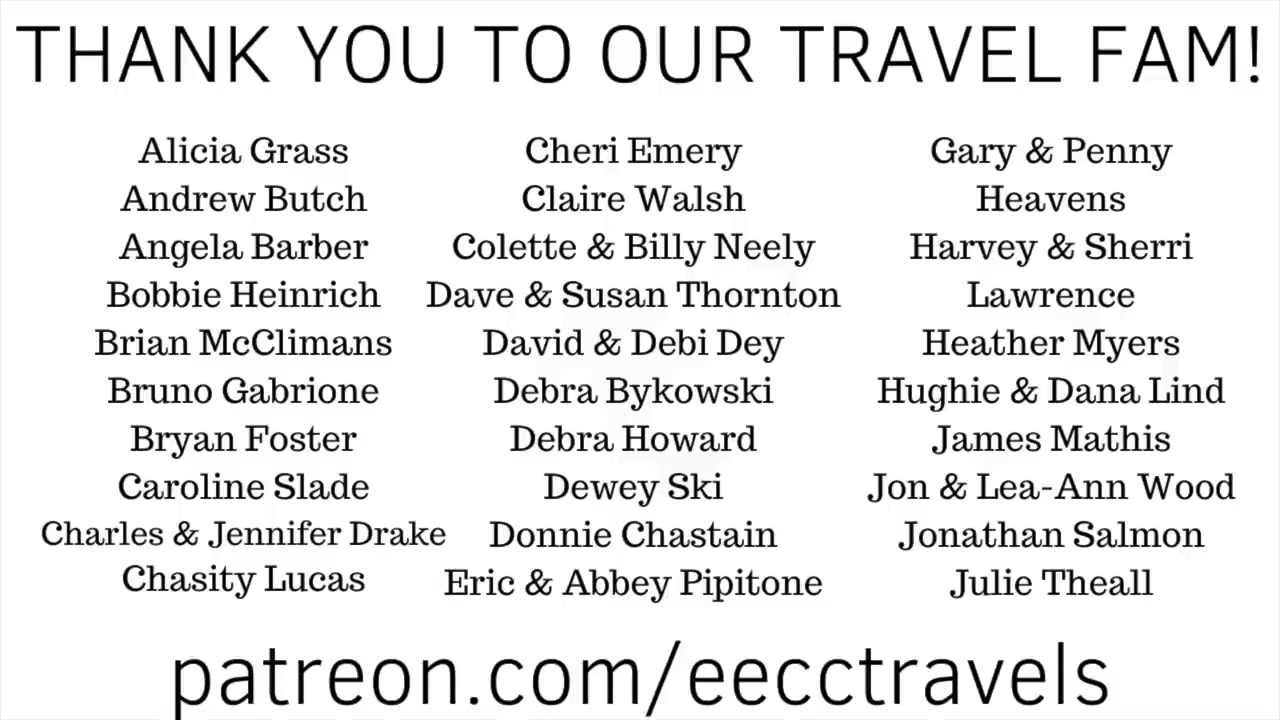 THANK YOU TO OUR TRAVEL FAM!
Alicia Grass
Andrew Butch
Angela Barber
Bobbie Heinrich
Brian McClimans
Bruno Gabrione
Bryan Foster
Caroline Slade
Charles & Jennifer Drake
Chasity Lucas
Cheri Emery
Claire Walsh
Colette & Billy Neely
Dave & Susan Thornton
David & Debi Dey
Debra Bykowski
Debra Howard
Dewey Ski
Donnie Chastain
Eric & Abbey Pipitone
Gary & Penny
Heavens
Harvey & Sherri
Lawrence
Heather Myers
Hughie & Dana Lind
James Mathis
Jon & Lea-Ann Wood
Jonathan Salmon
Julie Theall
patreon.com/eecctravels